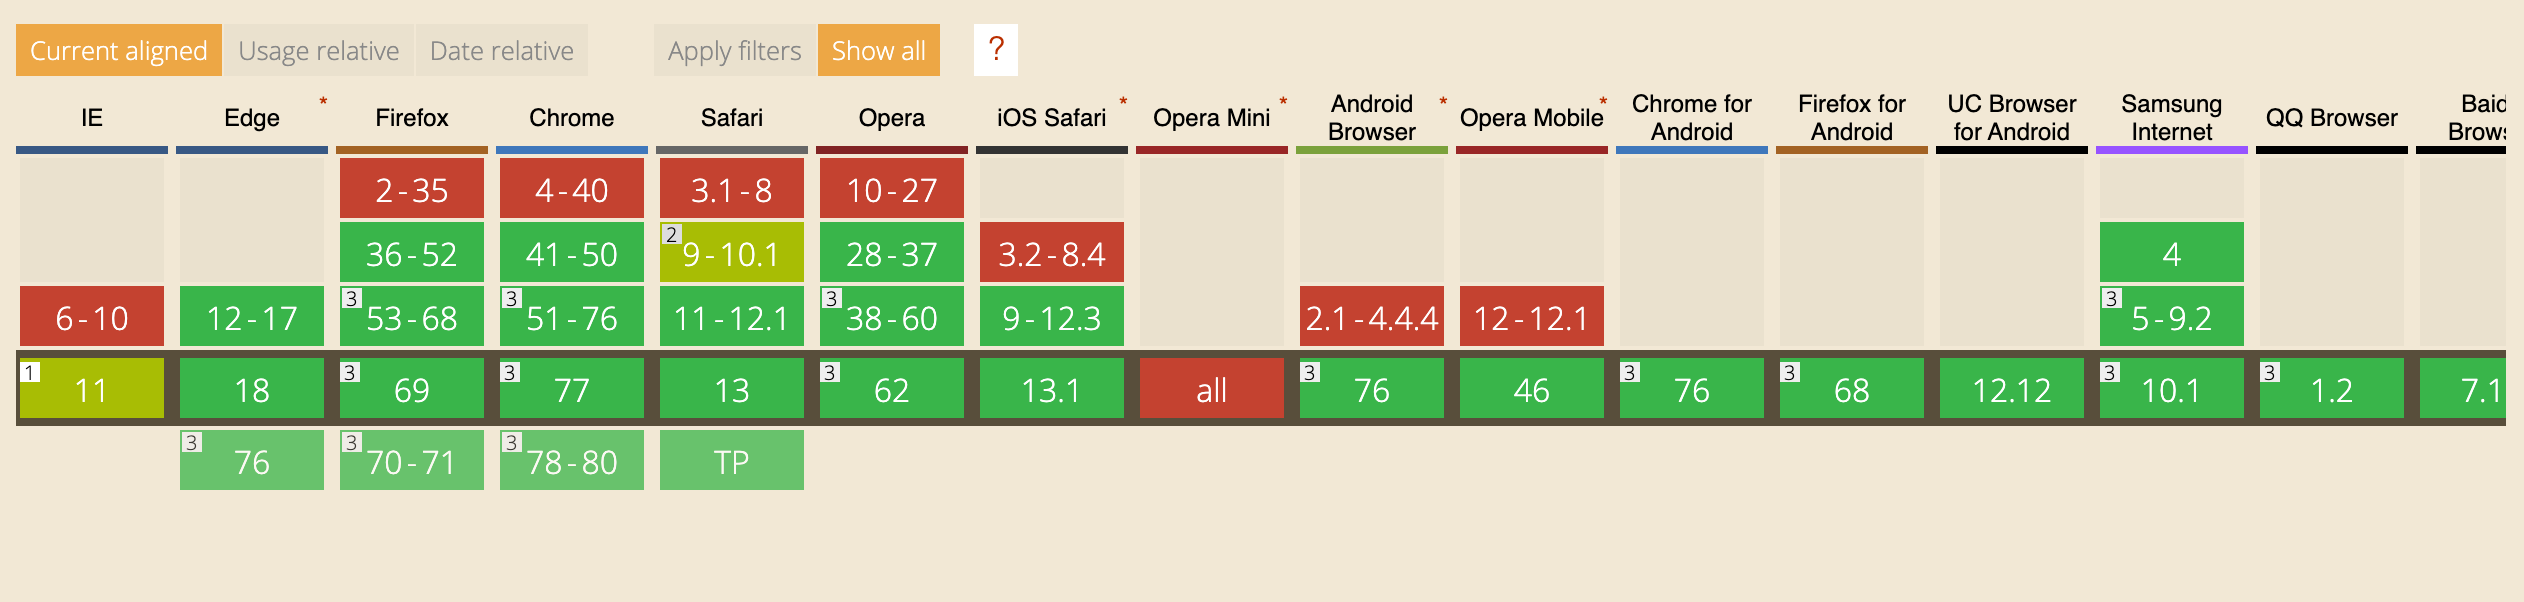 Current aligned Usage relative Date relative Apply filters Show all ?
IE Edge * Firefox Chrome Safari Opera iOS Safari * Opera Mini * Android Browser * Opera Mobile * Chrome for Android Firefox for Android UC Browser for Android Samsung Internet QQ Browser
2-35 4-40 3.1-8 10-27
36-52 41-50 2 9-10.1 28-37 3.2-8.4 4
6-10 12-17 3 53-68 3 51-76 11-12.1 3 38-60 9-12.3 2.1-4.4.4 12-12.1 3 5-9.2
1 11 18 3 69 3 77 13 3 62 13.1 all 3 76 46 3 76 3 68 12.12 3 10.1 3 1.2 7.1
3 76 3 70-71 3 78-80 TP